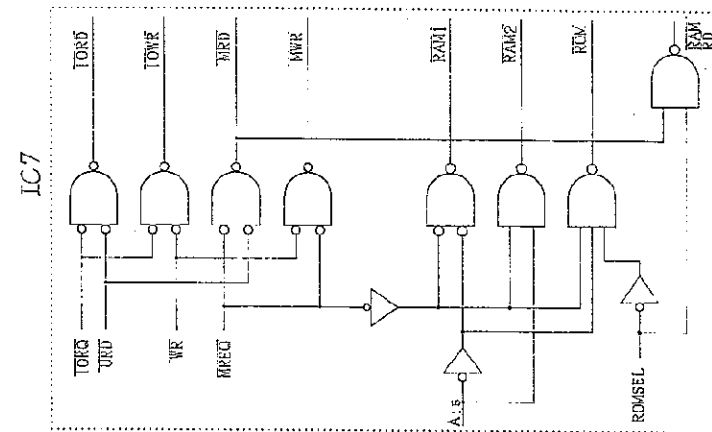 IC7
IORD
IOWR
MRD
MWR
RAM1
RAM2
ROM
RAM
RD
IORQ
URD
WR
MREQ
A15
ROMSEL